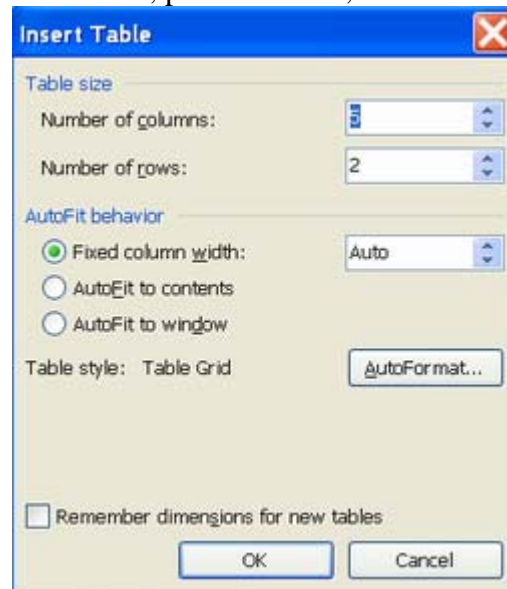 Insert Table
Table size
Number of columns: 5
Number of rows: 2
AutoFit behavior
Fixed column width: Auto
AutoFit to contents
AutoFit to window
Table style: Table Grid AutoFormat...
Remember dimensions for new tables
OK Cancel